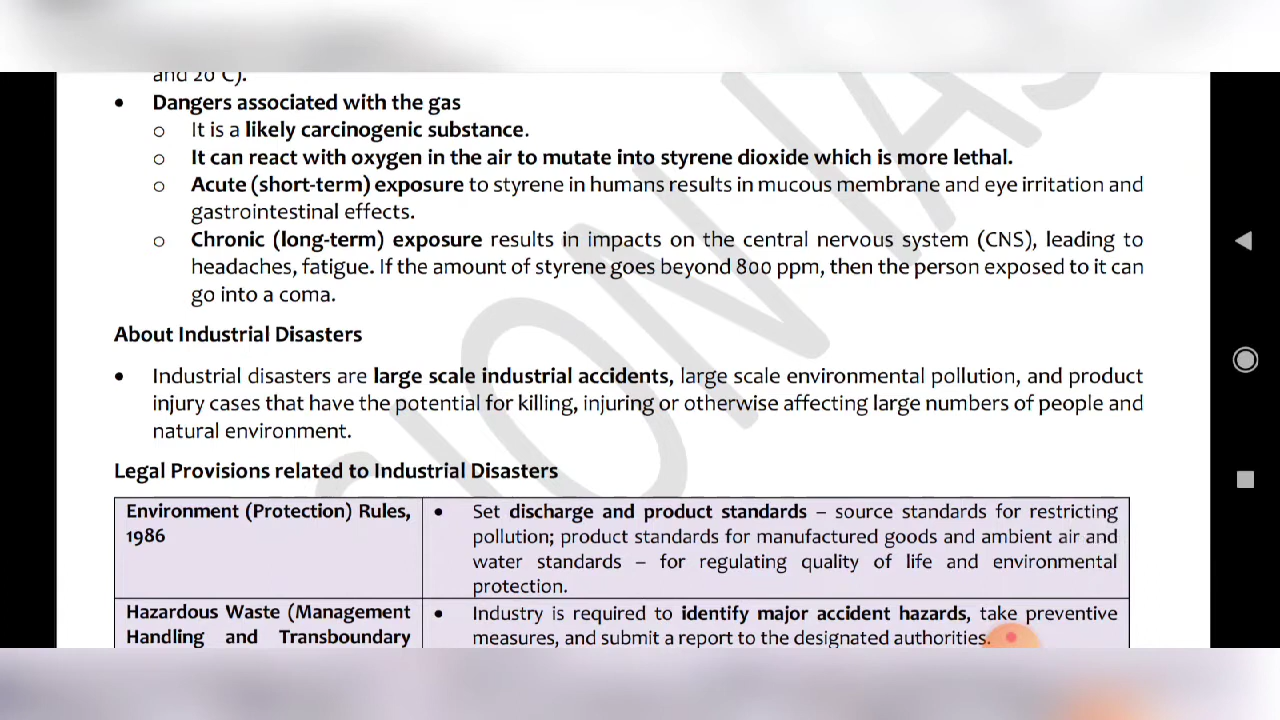 and 20°C).
• Dangers associated with the gas
o It is a likely carcinogenic substance.
o It can react with oxygen in the air to mutate into styrene dioxide which is more lethal.
o Acute (short-term) exposure to styrene in humans results in mucous membrane and eye irritation and
gastrointestinal effects.
o Chronic (long-term) exposure results in impacts on the central nervous system (CNS), leading to
headaches, fatigue. If the amount of styrene goes beyond 800 ppm, then the person exposed to it can
go into a coma.
About Industrial Disasters
• Industrial disasters are large scale industrial accidents, large scale environmental pollution, and product
injury cases that have the potential for killing, injuring or otherwise affecting large numbers of people and
natural environment.
Legal Provisions related to Industrial Disasters
Environment (Protection) Rules,
1986
• Set discharge and product standards – source standards for restricting
pollution; product standards for manufactured goods and ambient air and
water standards – for regulating quality of life and environmental
protection.
Hazardous Waste (Management
Handling and Transboundary
• Industry is required to identify major accident hazards, take preventive
measures, and submit a report to the designated authorities.
SION IAS